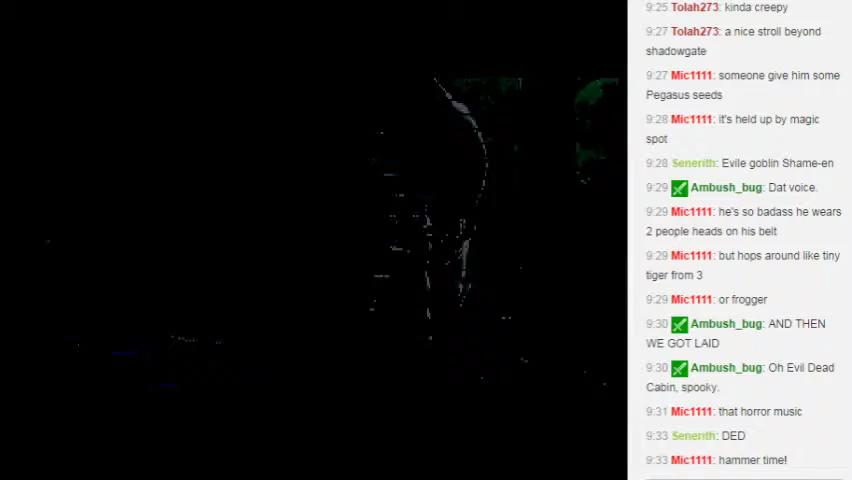 9:25 Tolah273: kinda creepy
9:27 Tolah273: a nice stroll beyond
shadowgate
9:27 Mic1111: someone give him some
Pegasus seeds
9:28 Mic1111: it's held up by magic
spot
9:28 Senerith: Evile goblin Shame-en
9:29 Ambush_bug: Dat voice.
9:29 Mic1111: he's so badass he wears
2 people heads on his belt
9:29 Mic1111: but hops around like tiny
tiger from 3
9:29 Mic1111: or frogger
9:30 Ambush_bug: AND THEN
WE GOT LAID
9:30 Ambush_bug: Oh Evil Dead
Cabin, spooky.
9:31 Mic1111: that horror music
9:33 Senerith: DED
9:33 Mic1111: hammer time!